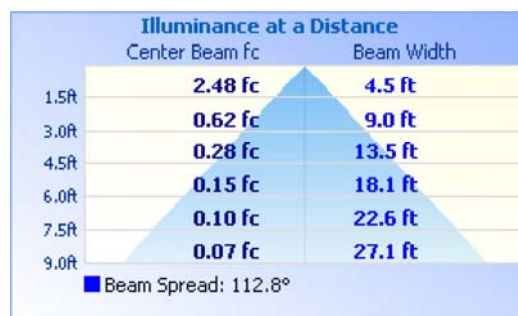 Illuminance at a Distance
Center Beam fc Beam Width
2.48 fc 4.5 ft
1.5ft
0.62 fc 9.0 ft
3.0ft
0.28 fc 13.5 ft
4.5ft
0.15 fc 18.1 ft
6.0ft
0.10 fc 22.6 ft
7.5ft
0.07 fc 27.1 ft
9.0ft
Beam Spread: 112.8°